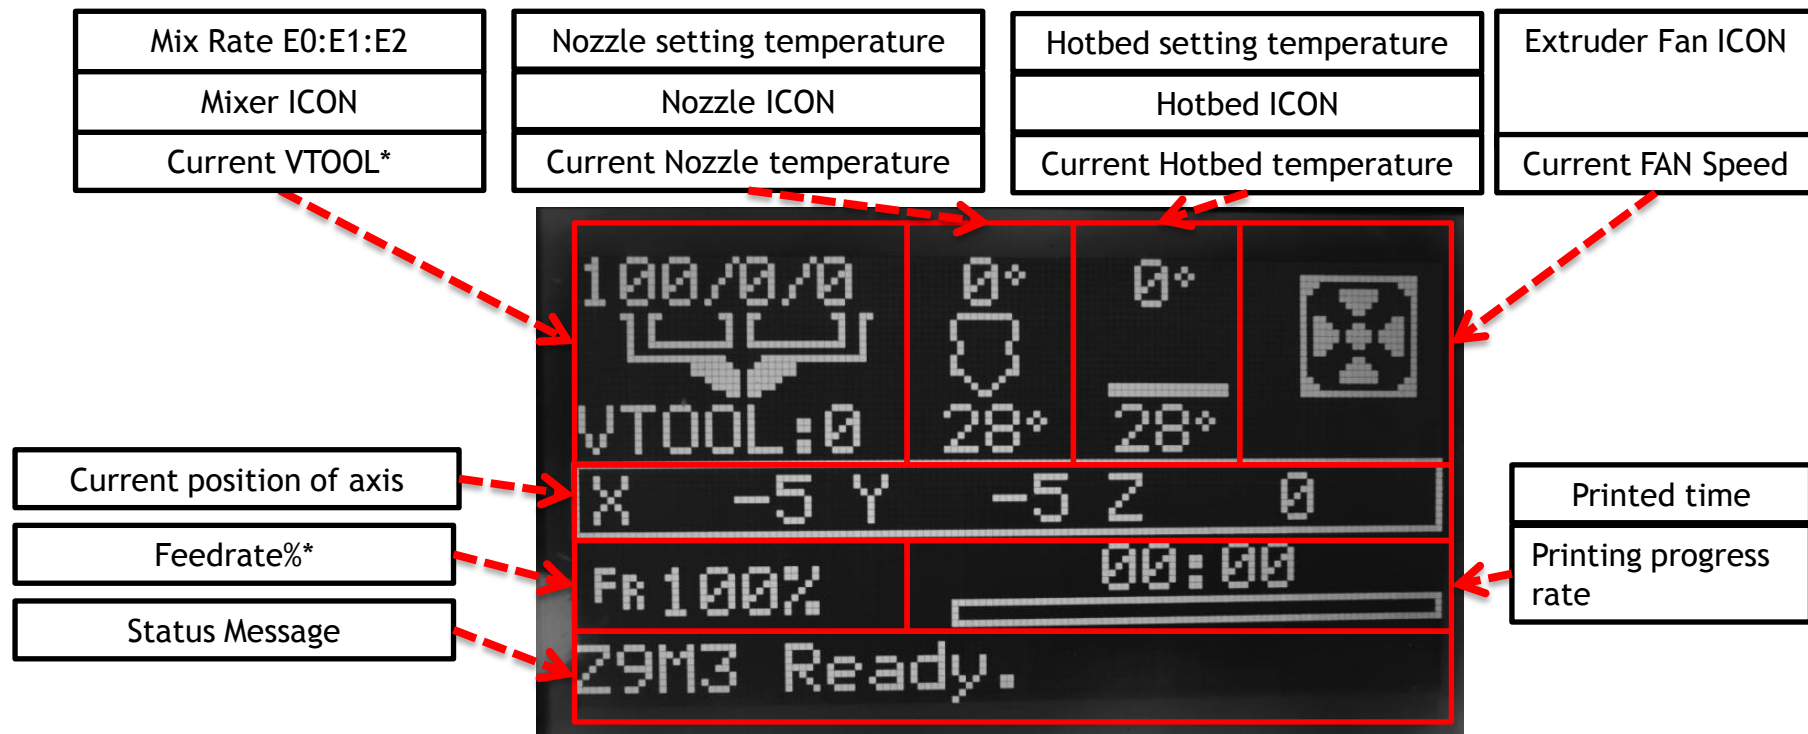 Mix Rate E0:E1:E2
Mixer ICON
Current VTOOL*
Nozzle setting temperature
Nozzle ICON
Current Nozzle temperature
Hotbed setting temperature
Hotbed ICON
Current Hotbed temperature
Extruder Fan ICON
Current FAN Speed
100/0/0
0°
0°
VTOOL:0
28°
28°
Current position of axis
X -5 Y -5 Z 0
Feedrate%*
FR100%
00:00
Printed time
Printing progress
rate
Status Message
Z9M3 Ready.